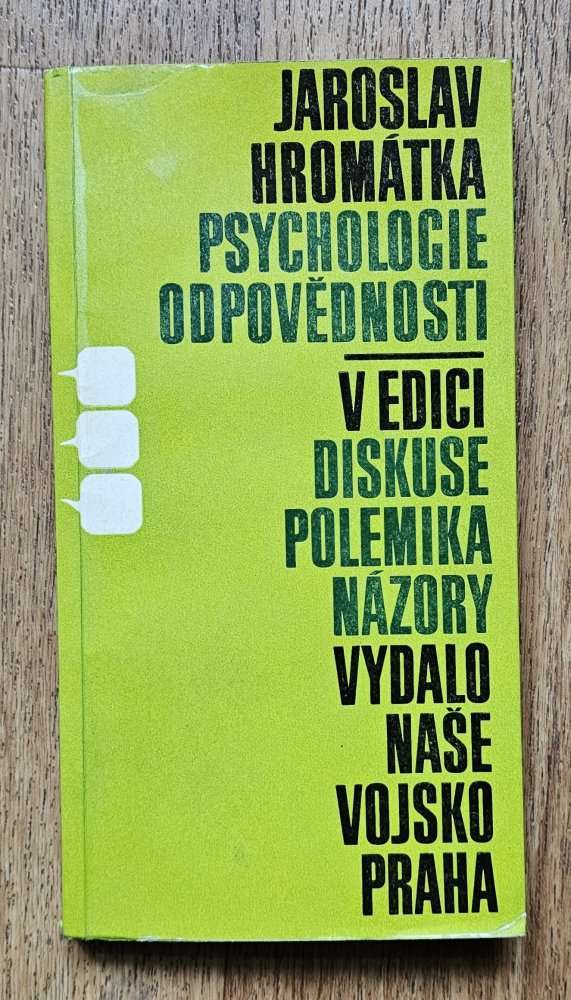 JAROSLAV
HROMÁTKA
PSYCHOLOGIE
ODPOVĚDNOSTI
V EDICI
DISKUSE
POLEMIKA
NÁZORY
VYDALO
NAŠE
VOJSKO
PRAHA